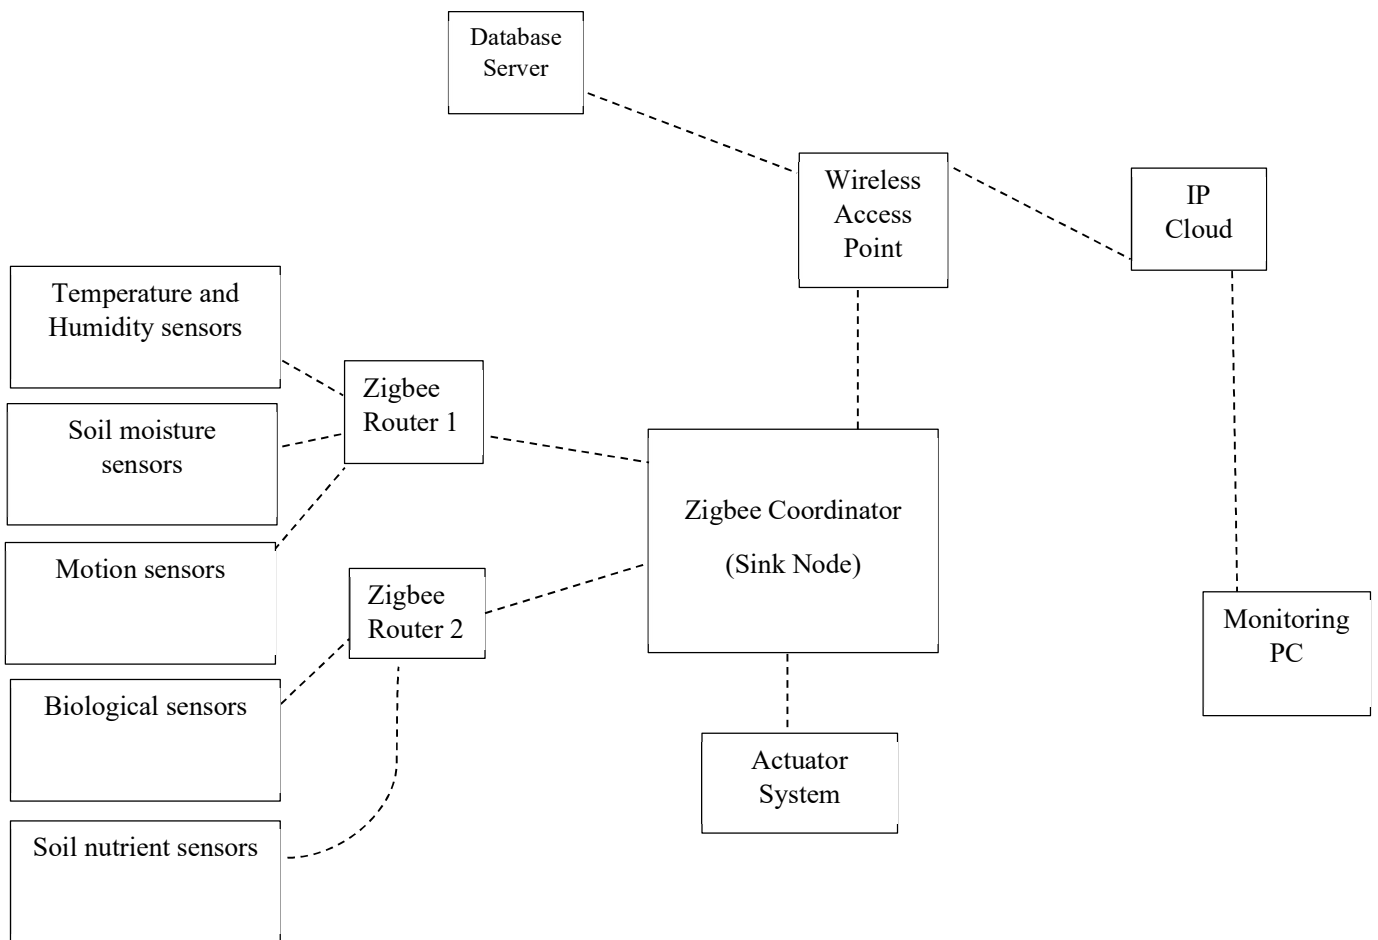 Database
Server
Wireless
Access
Point
IP
Cloud
Temperature and
Humidity sensors
Zigbee
Router 1
Soil moisture
sensors
Zigbee Coordinator
(Sink Node)
Motion sensors
Zigbee
Router 2
Monitoring
PC
Biological sensors
Actuator
System
Soil nutrient sensors